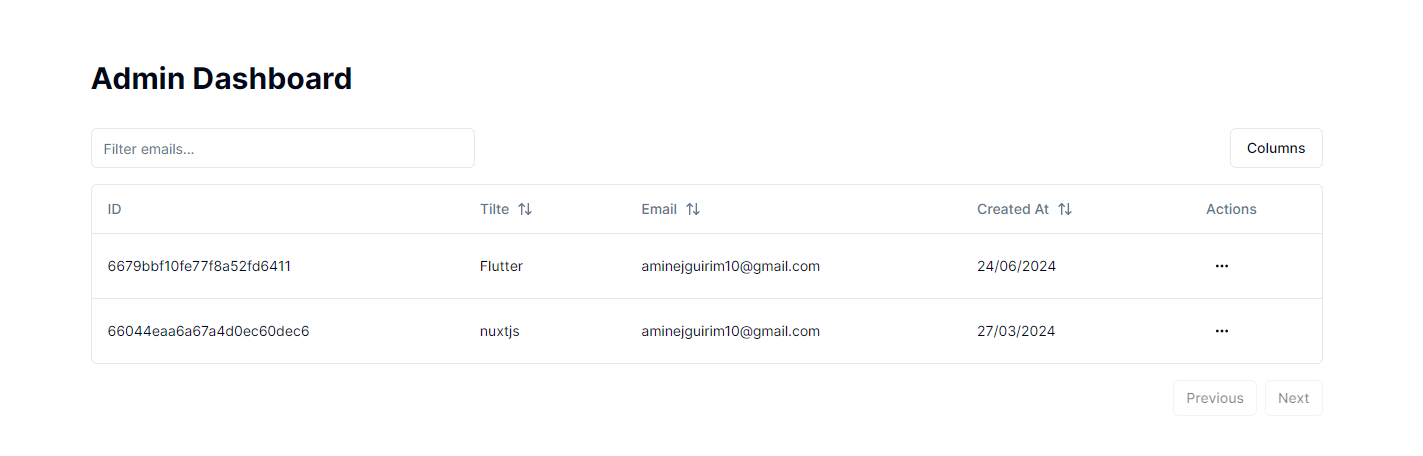 Admin Dashboard
Filter emails...
Columns
ID Tilte Email Created At Actions
6679bbf10fe77f8a52fd6411 Flutter aminejguirim10@gmail.com 24/06/2024
66044eaa6a67a4d0ec60dec6 nuxtjs aminejguirim10@gmail.com 27/03/2024
Previous Next